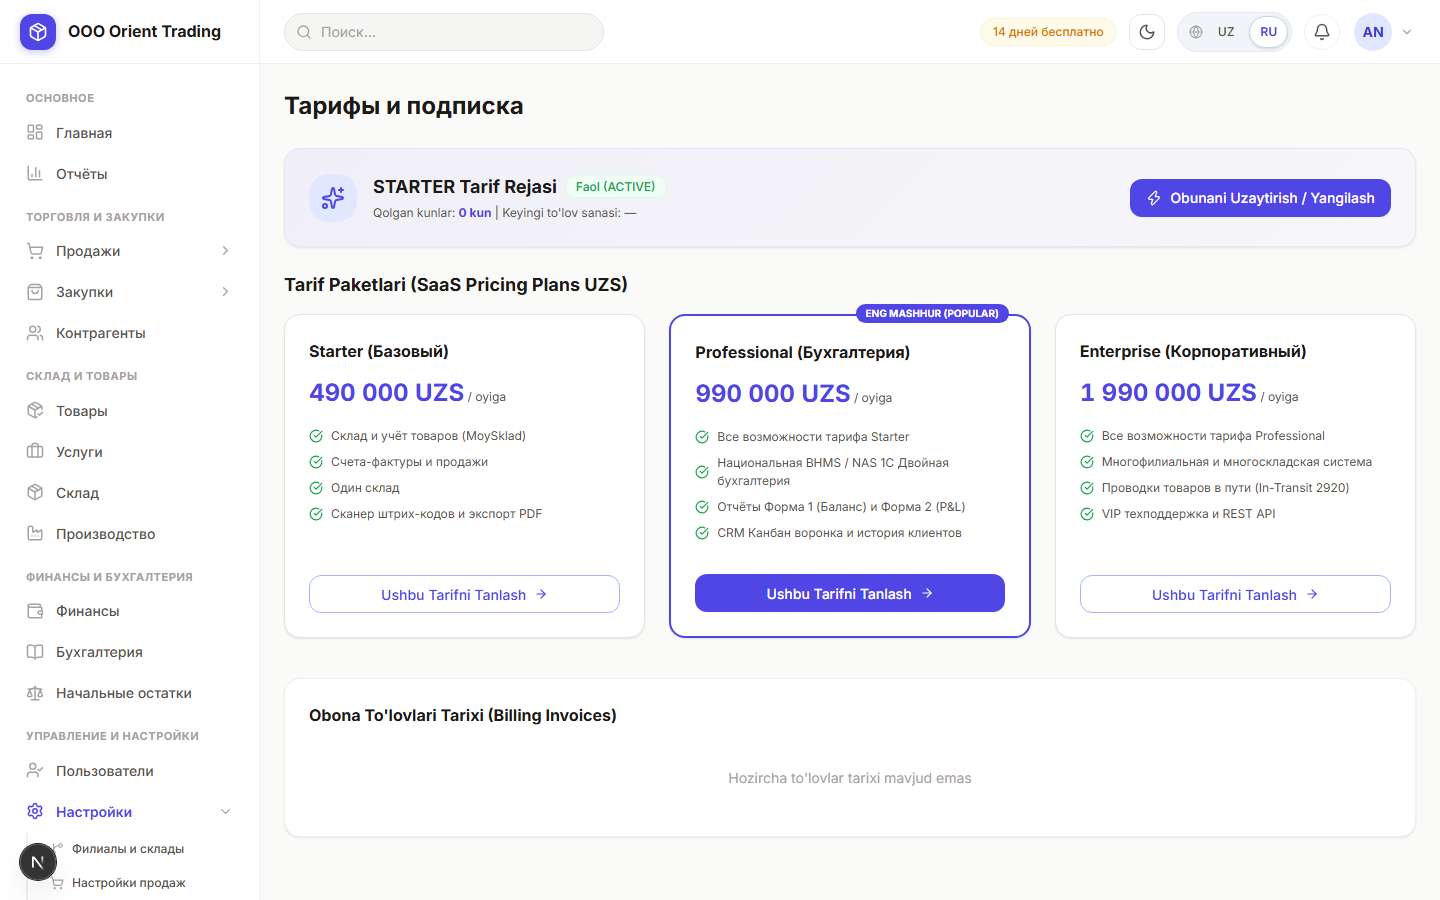 ООО Orient Trading
Поиск...
14 дней бесплатно
UZ
RU
AN
ОСНОВНОЕ
Главная
Отчёты
ТОРГОВЛЯ И ЗАКУПКИ
Продажи
Закупки
Контрагенты
СКЛАД И ТОВАРЫ
Товары
Услуги
Склад
Производство
ФИНАНСЫ И БУХГАЛТЕРИЯ
Финансы
Бухгалтерия
Начальные остатки
УПРАВЛЕНИЕ И НАСТРОЙКИ
Пользователи
Настройки
Филиалы и склады
Настройки продаж
N
Тарифы и подписка
STARTER Tarif Rejasi
Faol (ACTIVE)
Qolgan kunlar: 0 kun | Keyingi to'lov sanasi: —
Obunani Uzaytirish / Yangilash
Tarif Paketlari (SaaS Pricing Plans UZS)
Starter (Базовый)
490 000 UZS / oyiga
Склад и учёт товаров (MoySklad)
Счета-фактуры и продажи
Один склад
Сканер штрих-кодов и экспорт PDF
Ushbu Tarifni Tanlash
ENG MASHHUR (POPULAR)
Professional (Бухгалтерия)
990 000 UZS / oyiga
Все возможности тарифа Starter
Национальная BHMS / NAS 1С Двойная
бухгалтерия
Отчёты Форма 1 (Баланс) и Форма 2 (P&L)
CRM Канбан воронка и история клиентов
Ushbu Tarifni Tanlash
Enterprise (Корпоративный)
1 990 000 UZS / oyiga
Все возможности тарифа Professional
Многофилиальная и многоскладская система
Проводки товаров в пути (In-Transit 2920)
VIP техподдержка и REST API
Ushbu Tarifni Tanlash
Obona To'lovlari Tarixi (Billing Invoices)
Hozircha to'lovlar tarixi mavjud emas